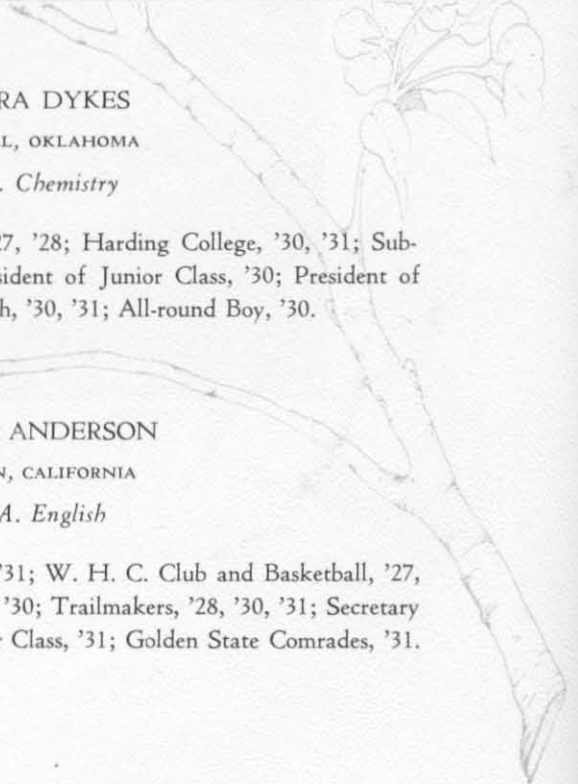 RA DYKES
L, OKLAHOMA
. Chemistry
27, '28; Harding College, '30, '31; Sub-
sident of Junior Class, '30; President of
h, '30, '31; All-round Boy, '30.
ANDERSON
N, CALIFORNIA
A. English
'31; W. H. C. Club and Basketball, '27,
'30; Trailmakers, '28, '30, '31; Secretary
r Class, '31; Golden State Comrades, '31.